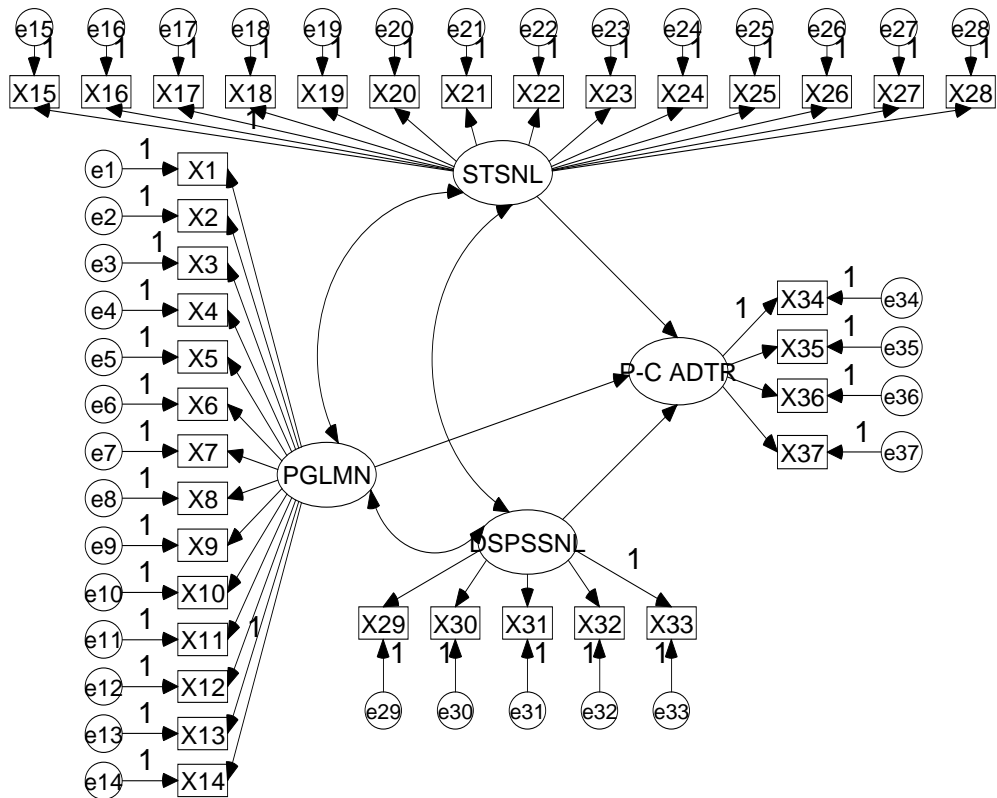 e15 e16 e17 e18 e19 e20 e21 e22 e23 e24 e25 e26 e27 e28
1 1 1 1 1 1 1 1 1 1 1 1 1 1
X15 X16 X17 X18 X19 X20 X21 X22 X23 X24 X25 X26 X27 X28
1
STSNL
e1 1 X1
e2 1 X2
e3 1 X3
e4 1 X4
e5 1 X5
e6 1 X6
e7 1 X7
e8 1 X8
e9 1 X9
e10 1 X10
e11 1 X11
1
e12 1 X12
e13 1 X13
e14 1 X14
PGLMN
P-C ADTR
1 X34 1 e34
X35 1 e35
X36 1 e36
X37 1 e37
DSPSSNL
1
X29 X30 X31 X32 X33
1 1 1 1 1
e29 e30 e31 e32 e33